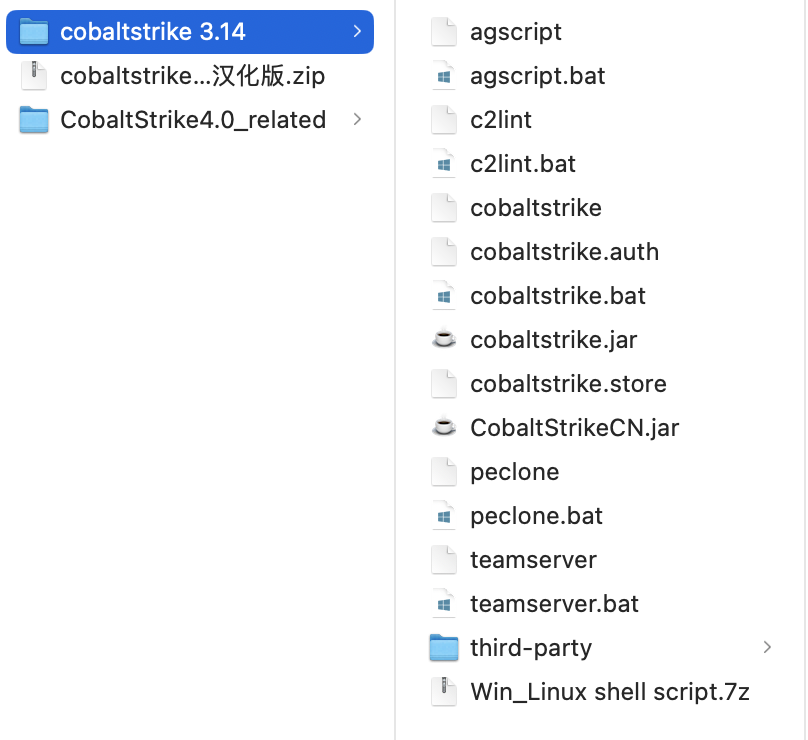 cobaltstrike 3.14
cobaltstrike...汉化版.zip
CobaltStrike4.0_related
agscript
agscript.bat
c2lint
c2lint.bat
cobaltstrike
cobaltstrike.auth
cobaltstrike.bat
cobaltstrike.jar
cobaltstrike.store
CobaltStrikeCN.jar
peclone
peclone.bat
teamserver
teamserver.bat
third-party
Win_Linux shell script.7z